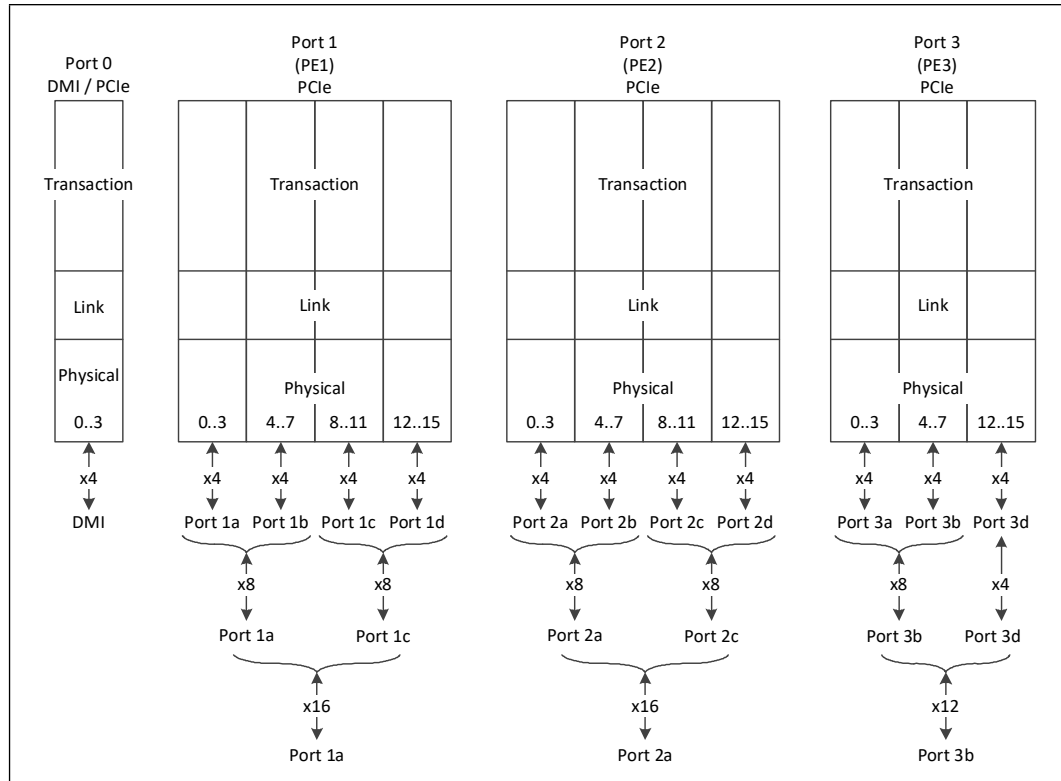 Port 0
DMI / PCIe
Port 1
(PE1)
PCIe
Port 2
(PE2)
PCIe
Port 3
(PE3)
PCIe
Transaction
Transaction
Transaction
Transaction
Link
Link
Link
Link
Physical
Physical
Physical
Physical
0..3
0..3
4..7
8..11
12..15
0..3
4..7
8..11
12..15
0..3
4..7
12..15
x4
x4
x4
x4
x4
x4
x4
x4
x4
x4
x4
x4
DMI
Port 1a
Port 1b
Port 1c
Port 1d
Port 2a
Port 2b
Port 2c
Port 2d
Port 3a
Port 3b
Port 3d
x8
x8
x8
x8
x8
x4
Port 1a
Port 1c
Port 2a
Port 2c
Port 3b
Port 3d
x16
x16
x12
Port 1a
Port 2a
Port 3b